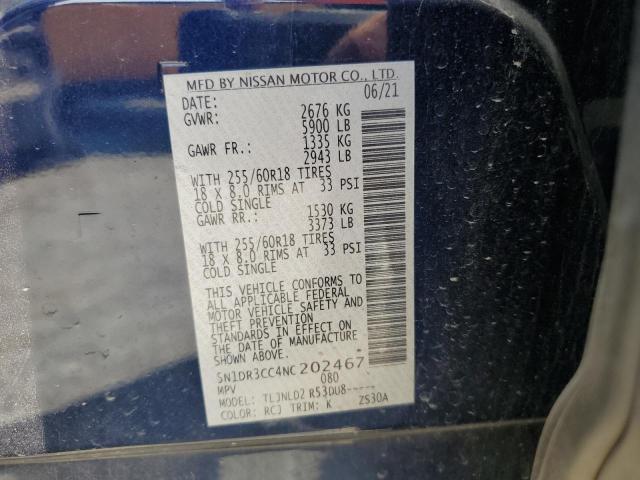 MFD BY NISSAN MOTOR CO., LTD.
DATE: 06/21
GVWR: 2676 KG
5900 LB
GAWR FR.: 1335 KG
2943 LB
WITH 255/60R18 TIRES
18 X 8.0 RIMS AT 33 PSI
COLD SINGLE
GAWR RR.: 1530 KG
3373 LB
WITH 255/60R18 TIRES
18 X 8.0 RIMS AT 33 PSI
COLD SINGLE
THIS VEHICLE CONFORMS TO
ALL APPLICABLE FEDERAL
MOTOR VEHICLE SAFETY AND
THEFT PREVENTION
STANDARDS IN EFFECT ON
THE DATE OF MANUFACTURE
SHOWN ABOVE.
5N1DR3CC4NC202467
MPV 080
MODEL: TLJNLD2 R53DU8-----
COLOR: RCJ TRIM: K ZS30A